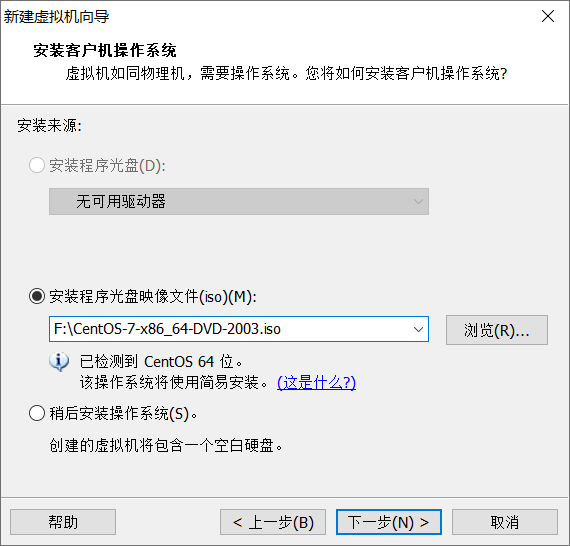 新建虚拟机向导
安装客户机操作系统
虚拟机如同物理机，需要操作系统。您将如何安装客户机操作系统?
安装来源:
安装程序光盘(D):
无可用驱动器
安装程序光盘映像文件(iso)(M):
F:\CentOS-7-x86_64-DVD-2003.iso
浏览(R)...
已检测到 CentOS 64 位。
该操作系统将使用简易安装。 (这是什么?)
稍后安装操作系统(S)。
创建的虚拟机将包含一个空白硬盘。
帮助
< 上一步(B)
下一步(N) >
取消